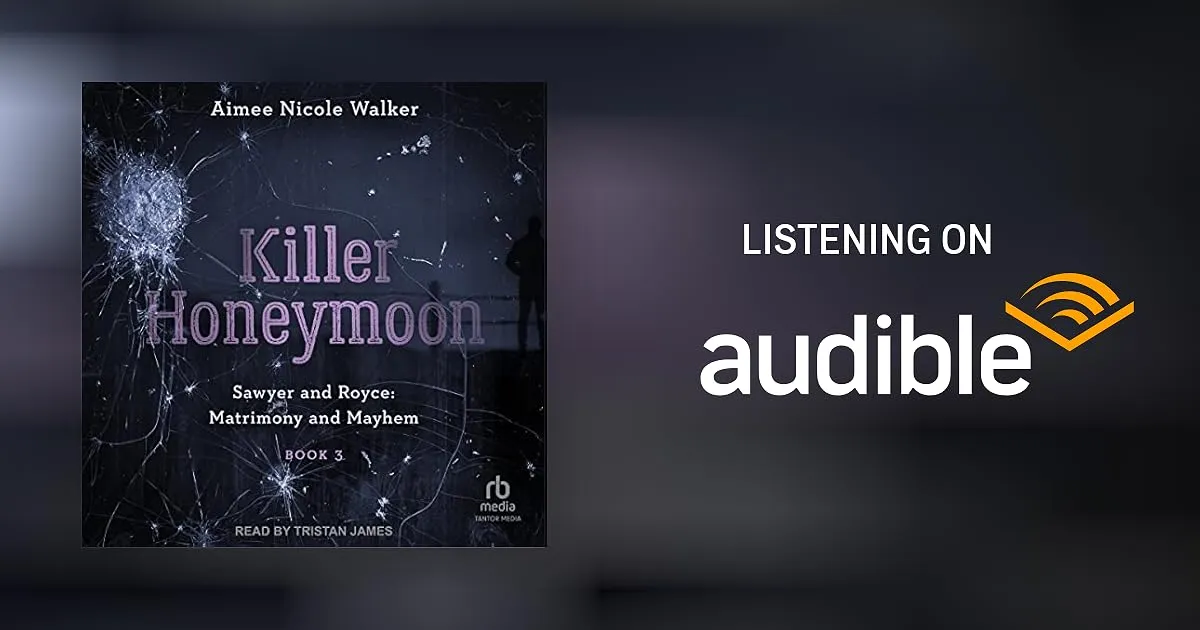 Aimee Nicole Walker
Killer
Honeymoon
Sawyer and Royce:
Matrimony and Mayhem
BOOK 3
rb
media
TANTOR MEDIA
READ BY TRISTAN JAMES
LISTENING ON
audible